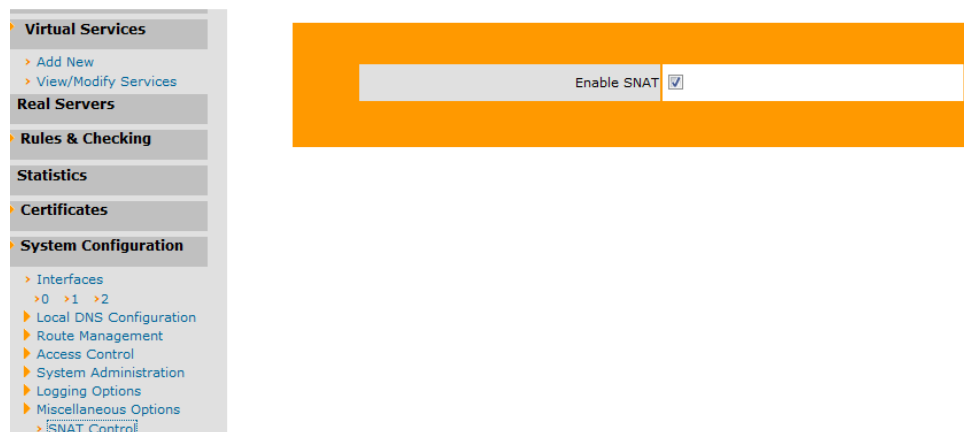 Virtual Services
Add New
View/Modify Services
Real Servers
Rules & Checking
Statistics
Certificates
System Configuration
Interfaces
0 1 2
Local DNS Configuration
Route Management
Access Control
System Administration
Logging Options
Miscellaneous Options
SNAT Control
Enable SNAT